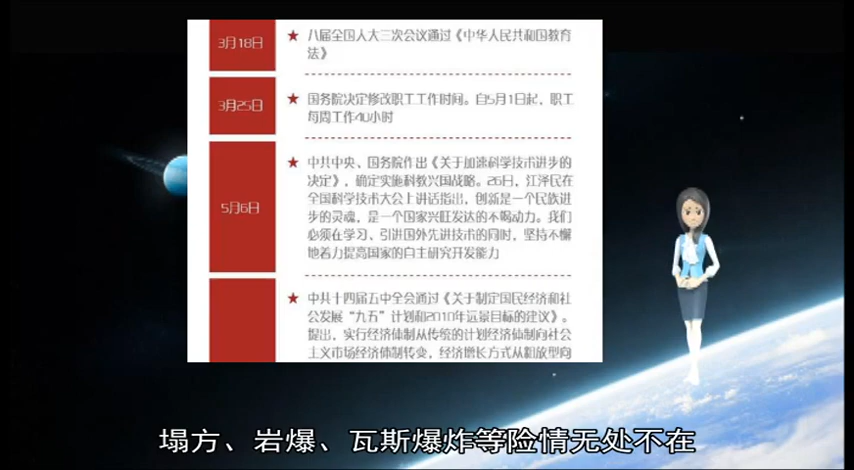 3月18日
八届全国人大三次会议通过《中华人民共和国教育
法》
3月25日
国务院决定修改职工工作时间。自5月1日起，职工
每周工作40小时
5月6日
中共中央、国务院作出《关于加速科学技术进步的
决定》，确定实施科教兴国战略。26日，江泽民在
全国科学技术大会上讲话指出，创新是一个民族进
步的灵魂，是一个国家兴旺发达的不竭动力。我们
必须在学习、引进国外先进技术的同时，坚持不懈
地着力提高国家的自主研究开发能力
中共十四届五中全会通过《关于制定国民经济和社
会发展“九五”计划和2010年远景目标的建议》。
提出，实行经济体制从传统的计划经济体制向社会
主义市场经济体制转变，经济增长方式从粗放型向
塌方、岩爆、瓦斯爆炸等险情无处不在